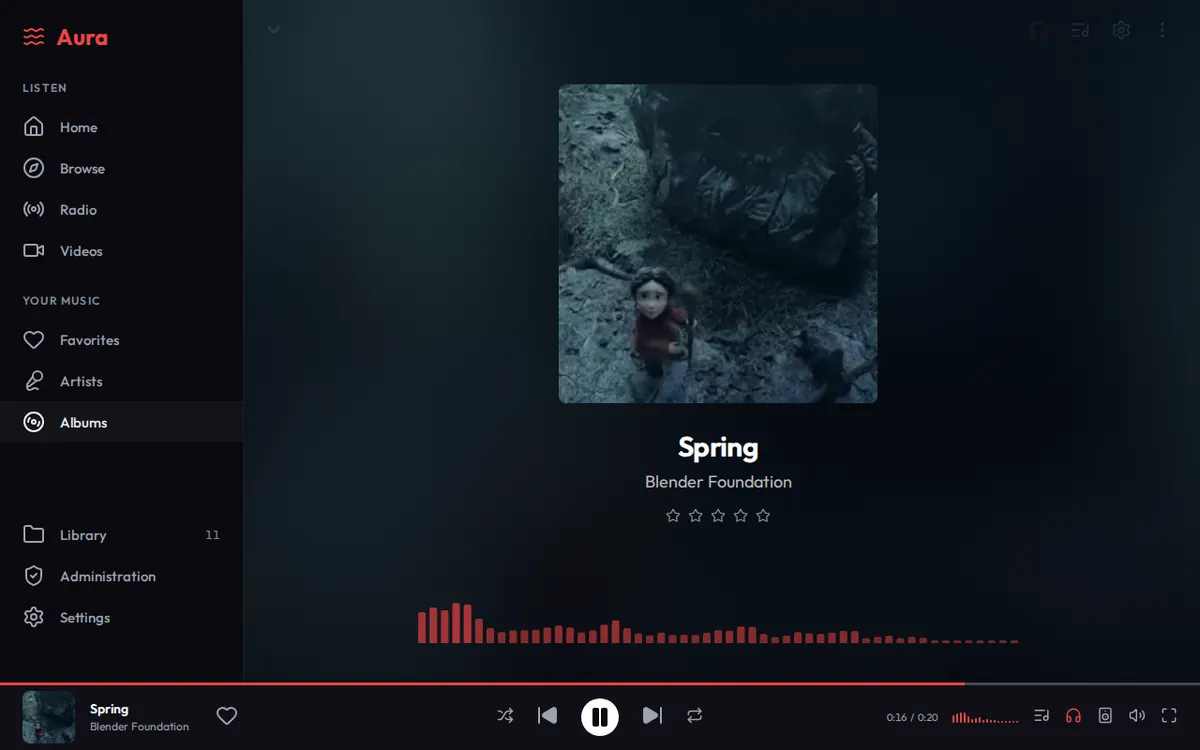 Aura
LISTEN
Home
Browse
Radio
Videos
YOUR MUSIC
Favorites
Artists
Albums
Library 11
Administration
Settings
Spring
Blender Foundation
Spring
Blender Foundation
0:16 / 0:20